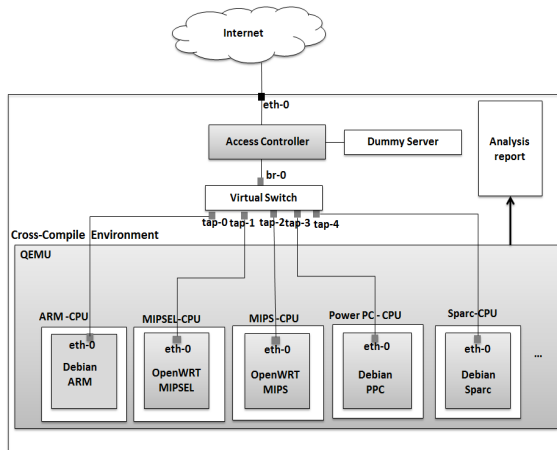 Internet
eth-0
Access Controller
Dummy Server
Analysis
report
br-0
Virtual Switch
tap-0 tap-1 tap-2 tap-3 tap-4
Cross-Compile Environment
QEMU
ARM -CPU
MIPSEL-CPU
MIPS -CPU
Power PC - CPU
Sparc-CPU
eth-0
Debian
ARM
eth-0
OpenWRT
MIPSEL
eth-0
OpenWRT
MIPS
eth-0
Debian
PPC
eth-0
Debian
Sparc
...